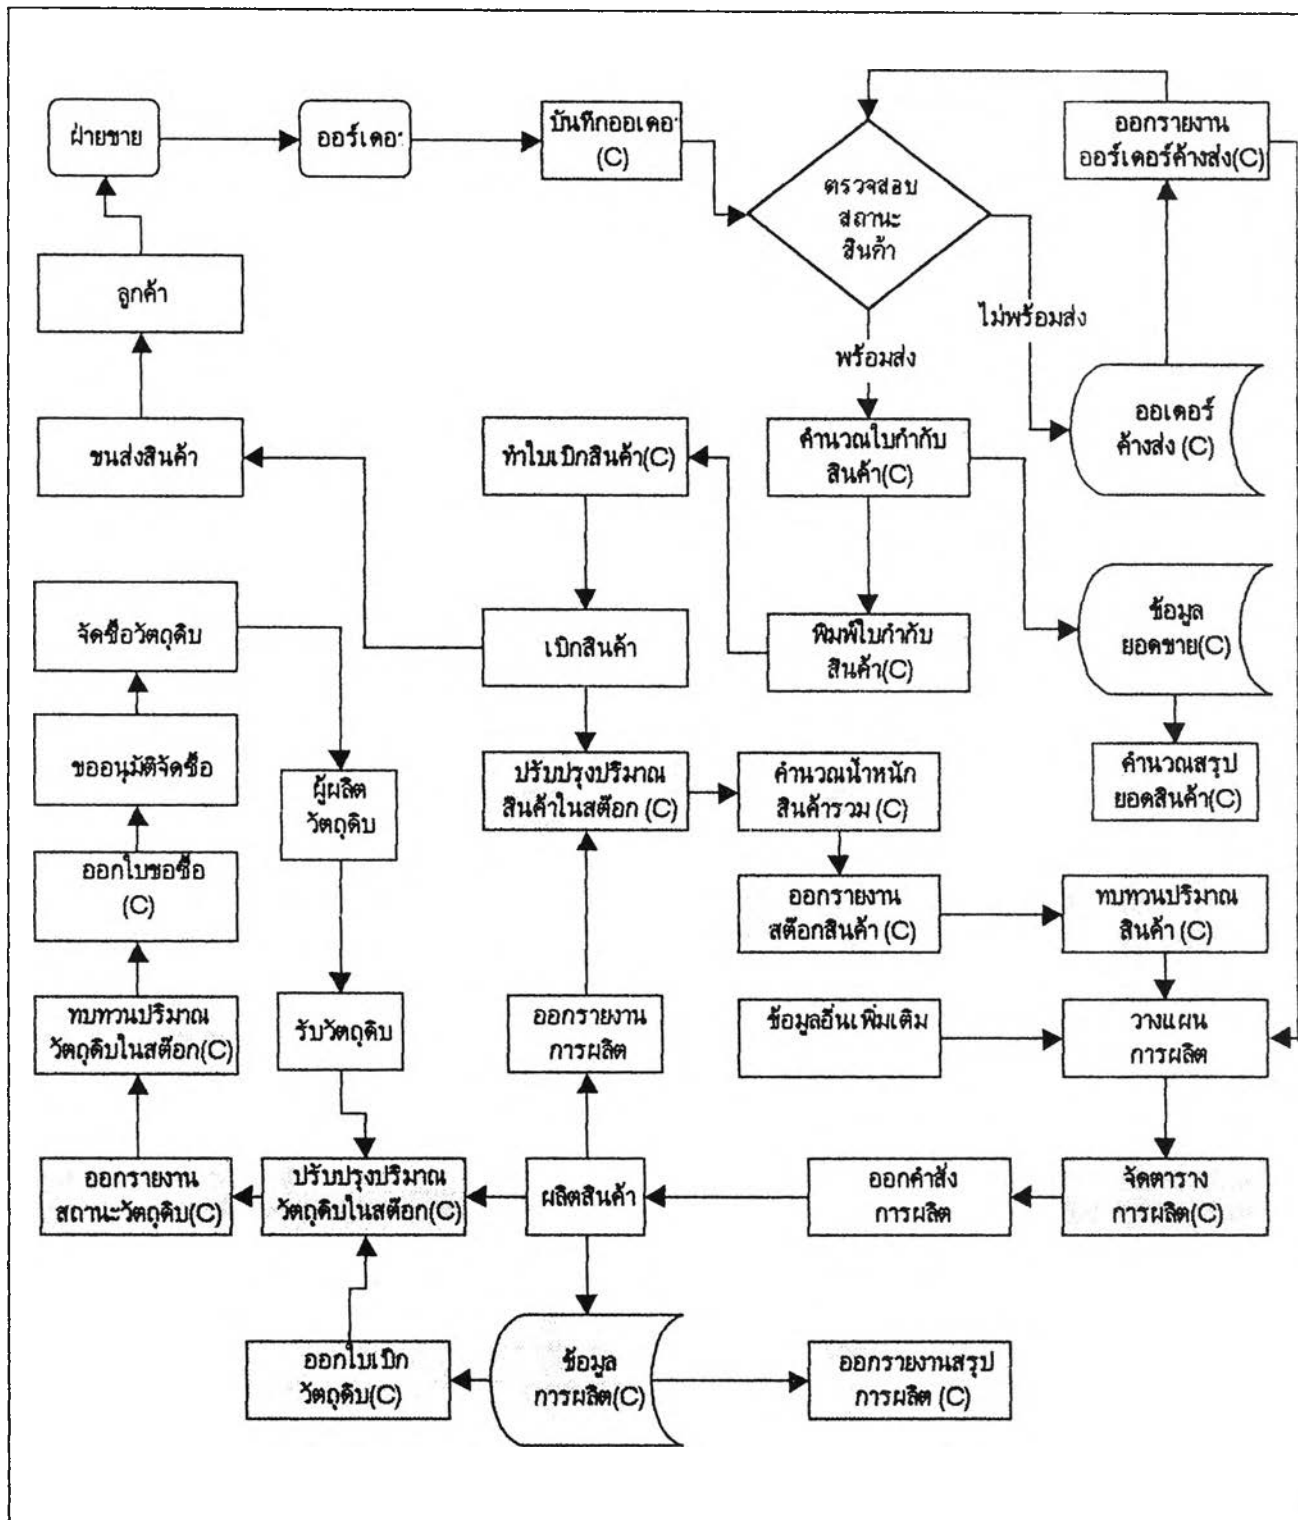 ฝ่ายขาย
ออร์เดอ
บันทึกออเดอ
(C)
ออกรายงาน
ออร์เดอร์ค้างส่ง(C)
ตรวจสอบ
สถานะ
สินค้า
ลูกค้า
ไม่พร้อมส่ง
พร้อมส่ง
ออเดอร์
ค้างส่ง (C)
ขนส่งสินค้า
ทำใบเบิกสินค้า(C)
คำนวณใบกำกับ
สินค้า(C)
จัดซื้อวัตถุดิบ
เบิกสินค้า
พิมพ์ใบกำกับ
สินค้า(C)
ข้อมูล
ยอดขาย(C)
ขออนุมัติจัดซื้อ
ผู้ผลิต
วัตถุดิบ
ปรับปรุงปริมาณ
สินค้าในสต๊อก (C)
คำนวณน้ำหนัก
สินค้ารวม (C)
คำนวณสรุป
ยอดสินค้า(C)
ออกใบขอซื้อ
(C)
ออกรายงาน
สต๊อกสินค้า (C)
ทบทวนปริมาณ
สินค้า (C)
ทบทวนปริมาณ
วัตถุดิบในสต๊อก(C)
รับวัตถุดิบ
ออกรายงาน
การผลิต
ข้อมูลอื่นเพิ่มเติม
วางแผน
การผลิต
ออกรายงาน
สถานะวัตถุดิบ(C)
ปรับปรุงปริมาณ
วัตถุดิบในสต๊อก(C)
ผลิตสินค้า
ออกคำสั่ง
การผลิต
จัดตาราง
การผลิต(C)
ออกใบเบิก
วัตถุดิบ(C)
ข้อมูล
การผลิต(C)
ออกรายงานสรุป
การผลิต (C)